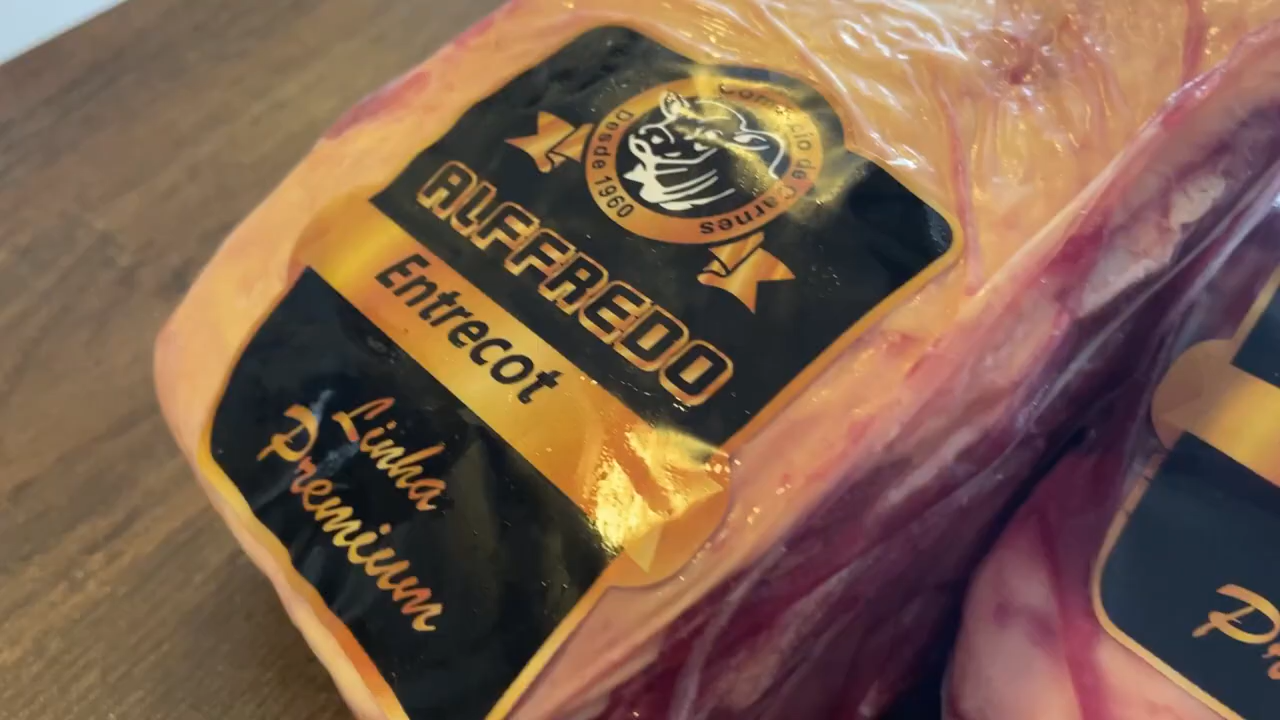 Comércio de Carnes
Desde 1960
ALFFREDO
Entrecot
Linha
Premium